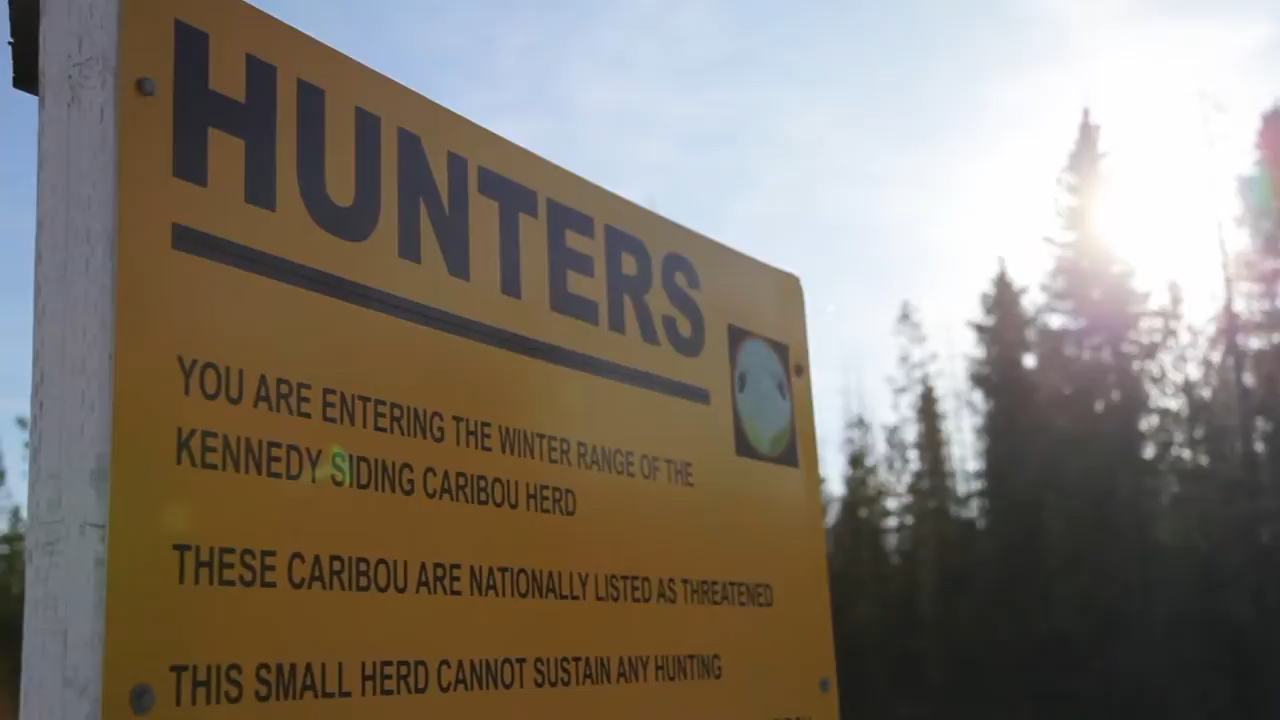 HUNTERS
YOU ARE ENTERING THE WINTER RANGE OF THE
KENNEDY SIDING CARIBOU HERD
THESE CARIBOU ARE NATIONALLY LISTED AS THREATENED
THIS SMALL HERD CANNOT SUSTAIN ANY HUNTING